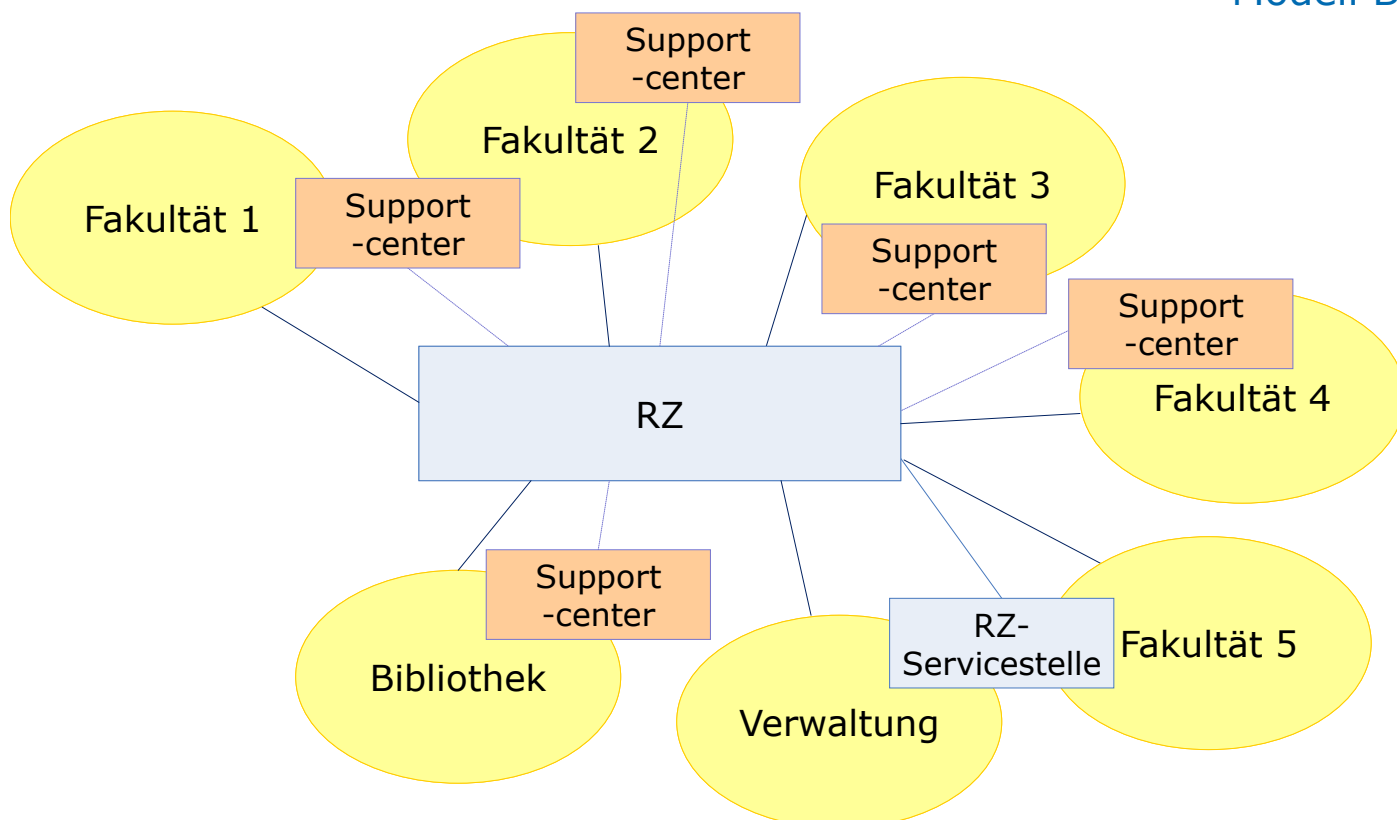 Modell B
Support
-center
Fakultät 2
Fakultät 3
Support
-center
Fakultät 1
Support
-center
Support
-center
Fakultät 4
RZ
Support
-center
RZ-
Servicestelle
Fakultät 5
Bibliothek
Verwaltung